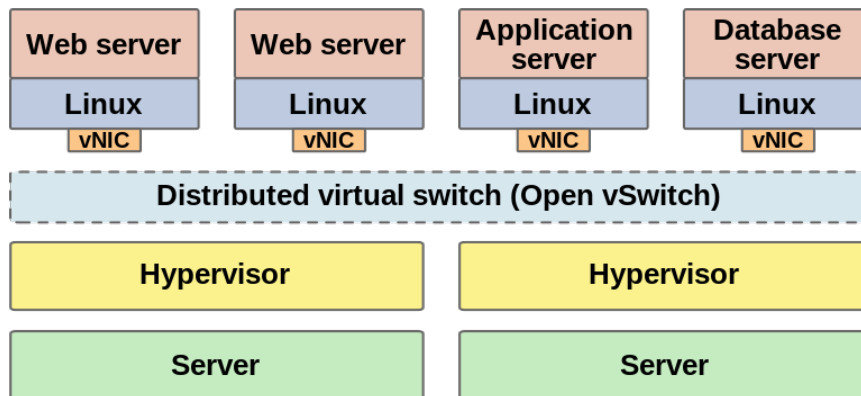 Web server
Web server
Application
server
Database
server
Linux
Linux
Linux
Linux
vNIC
vNIC
vNIC
vNIC
Distributed virtual switch (Open vSwitch)
Hypervisor
Hypervisor
Server
Server